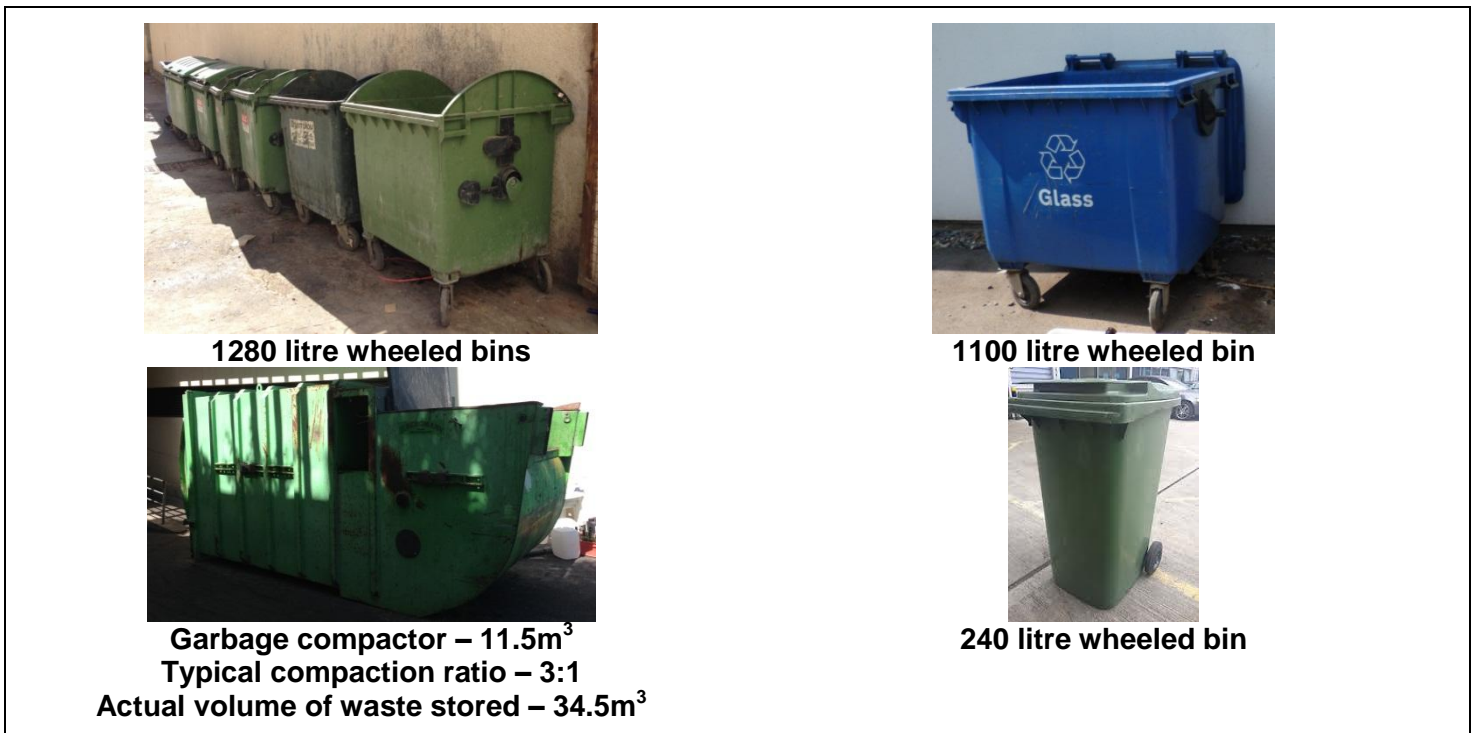 Glass
1280 litre wheeled bins
1100 litre wheeled bin
Garbage compactor – 11.5m³
Typical compaction ratio – 3:1
Actual volume of waste stored – 34.5m³
240 litre wheeled bin